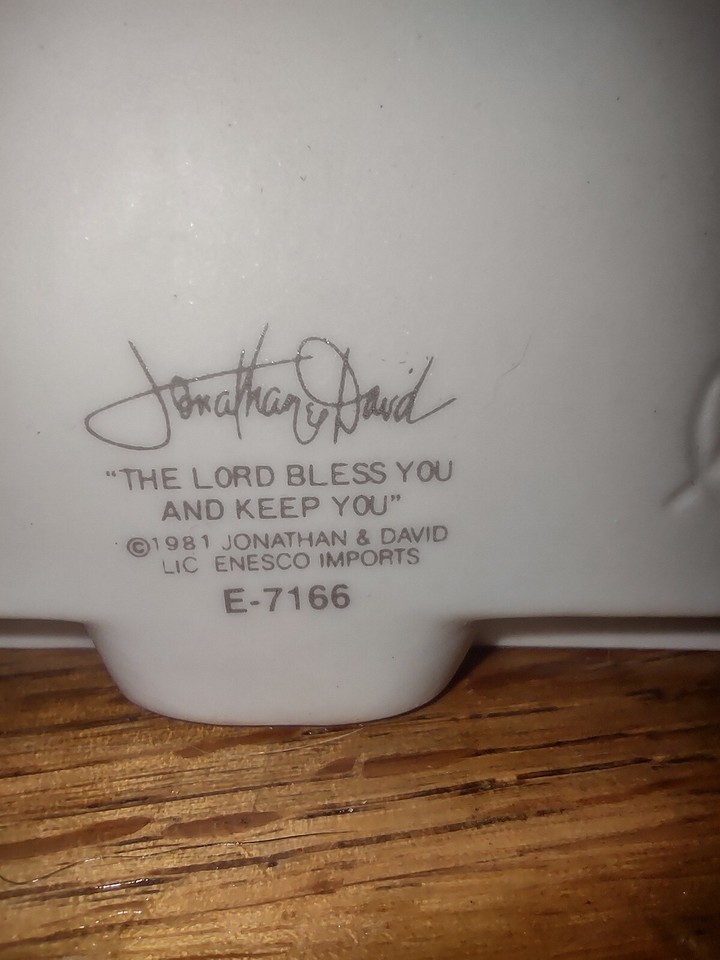 Jonathan & David
“THE LORD BLESS YOU
AND KEEP YOU”
©1981 JONATHAN & DAVID
LIC ENESCO IMPORTS
E-7166